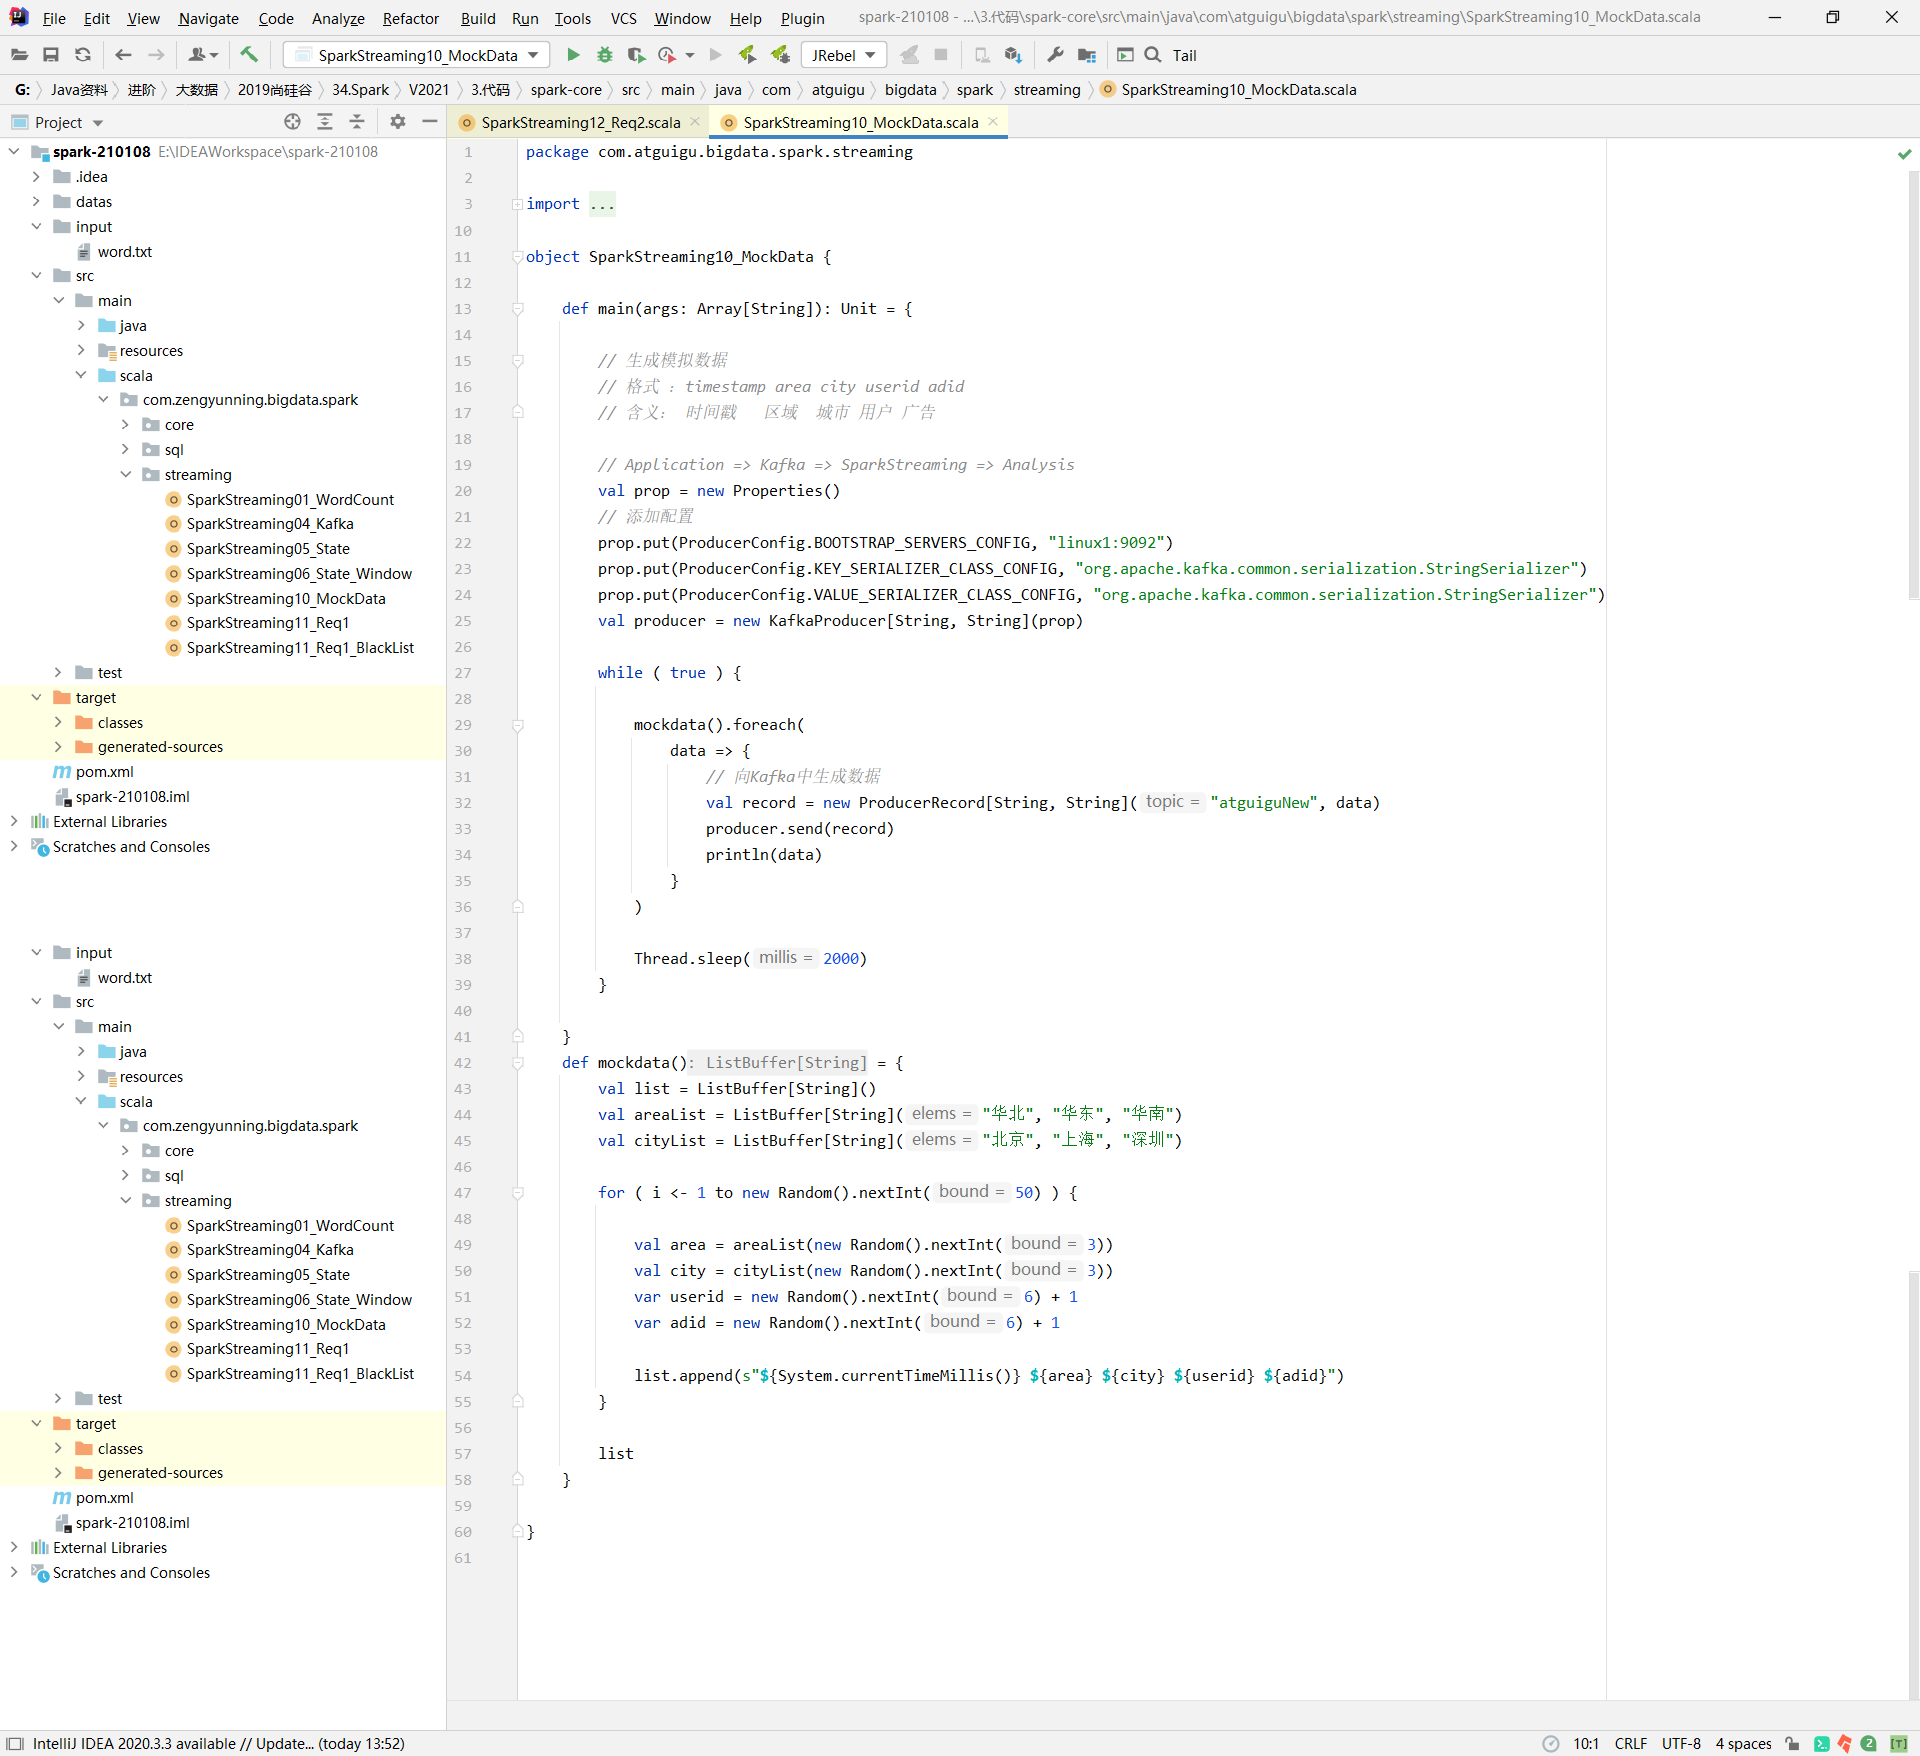 File Edit View Navigate Code Analyze Refactor Build Run Tools VCS Window Help Plugin spark-210108 - ...\3.代码\spark-core\src\main\java\com\atguigu\bigdata\spark\streaming\SparkStreaming10_MockData.scala
SparkStreaming10_MockData JRebel Tail
G: Java资料 进阶 大数据 2019尚硅谷 34.Spark V2021 3.代码 spark-core src main java com atguigu bigdata spark streaming SparkStreaming10_MockData.scala
Project
spark-210108 E:\IDEAWorkspace\spark-210108
.idea
datas
input
word.txt
src
main
java
resources
scala
com.zengyunning.bigdata.spark
core
sql
streaming
SparkStreaming01_WordCount
SparkStreaming04_Kafka
SparkStreaming05_State
SparkStreaming06_State_Window
SparkStreaming10_MockData
SparkStreaming11_Req1
SparkStreaming11_Req1_BlackList
test
target
classes
generated-sources
pom.xml
spark-210108.iml
External Libraries
Scratches and Consoles
input
word.txt
src
main
java
resources
scala
com.zengyunning.bigdata.spark
core
sql
streaming
SparkStreaming01_WordCount
SparkStreaming04_Kafka
SparkStreaming05_State
SparkStreaming06_State_Window
SparkStreaming10_MockData
SparkStreaming11_Req1
SparkStreaming11_Req1_BlackList
test
target
classes
generated-sources
pom.xml
spark-210108.iml
External Libraries
Scratches and Consoles
SparkStreaming12_Req2.scala SparkStreaming10_MockData.scala
1 package com.atguigu.bigdata.spark.streaming
2
3 import ...
10
11 object SparkStreaming10_MockData {
12
13 def main(args: Array[String]): Unit = {
14
15 // 生成模拟数据
16 // 格式 ：timestamp area city userid adid
17 // 含义： 时间戳 区域 城市 用户 广告
18
19 // Application => Kafka => SparkStreaming => Analysis
20 val prop = new Properties()
21 // 添加配置
22 prop.put(ProducerConfig.BOOTSTRAP_SERVERS_CONFIG, "linux1:9092")
23 prop.put(ProducerConfig.KEY_SERIALIZER_CLASS_CONFIG, "org.apache.kafka.common.serialization.StringSerializer")
24 prop.put(ProducerConfig.VALUE_SERIALIZER_CLASS_CONFIG, "org.apache.kafka.common.serialization.StringSerializer")
25 val producer = new KafkaProducer[String, String](prop)
26
27 while ( true ) {
28
29 mockdata().foreach(
30 data => {
31 // 向Kafka中生成数据
32 val record = new ProducerRecord[String, String]( topic = "atguiguNew", data)
33 producer.send(record)
34 println(data)
35 }
36 )
37
38 Thread.sleep( millis = 2000)
39 }
40
41 }
42 def mockdata(): ListBuffer[String] = {
43 val list = ListBuffer[String]()
44 val areaList = ListBuffer[String]( elems = "华北", "华东", "华南")
45 val cityList = ListBuffer[String]( elems = "北京", "上海", "深圳")
46
47 for ( i <- 1 to new Random().nextInt( bound = 50) ) {
48
49 val area = areaList(new Random().nextInt( bound = 3))
50 val city = cityList(new Random().nextInt( bound = 3))
51 var userid = new Random().nextInt( bound = 6) + 1
52 var adid = new Random().nextInt( bound = 6) + 1
53
54 list.append(s"${System.currentTimeMillis()} ${area} ${city} ${userid} ${adid}")
55 }
56
57 list
58 }
59
60 }
61
IntelliJ IDEA 2020.3.3 available // Update... (today 13:52) 10:1 CRLF UTF-8 4 spaces 2 [T]